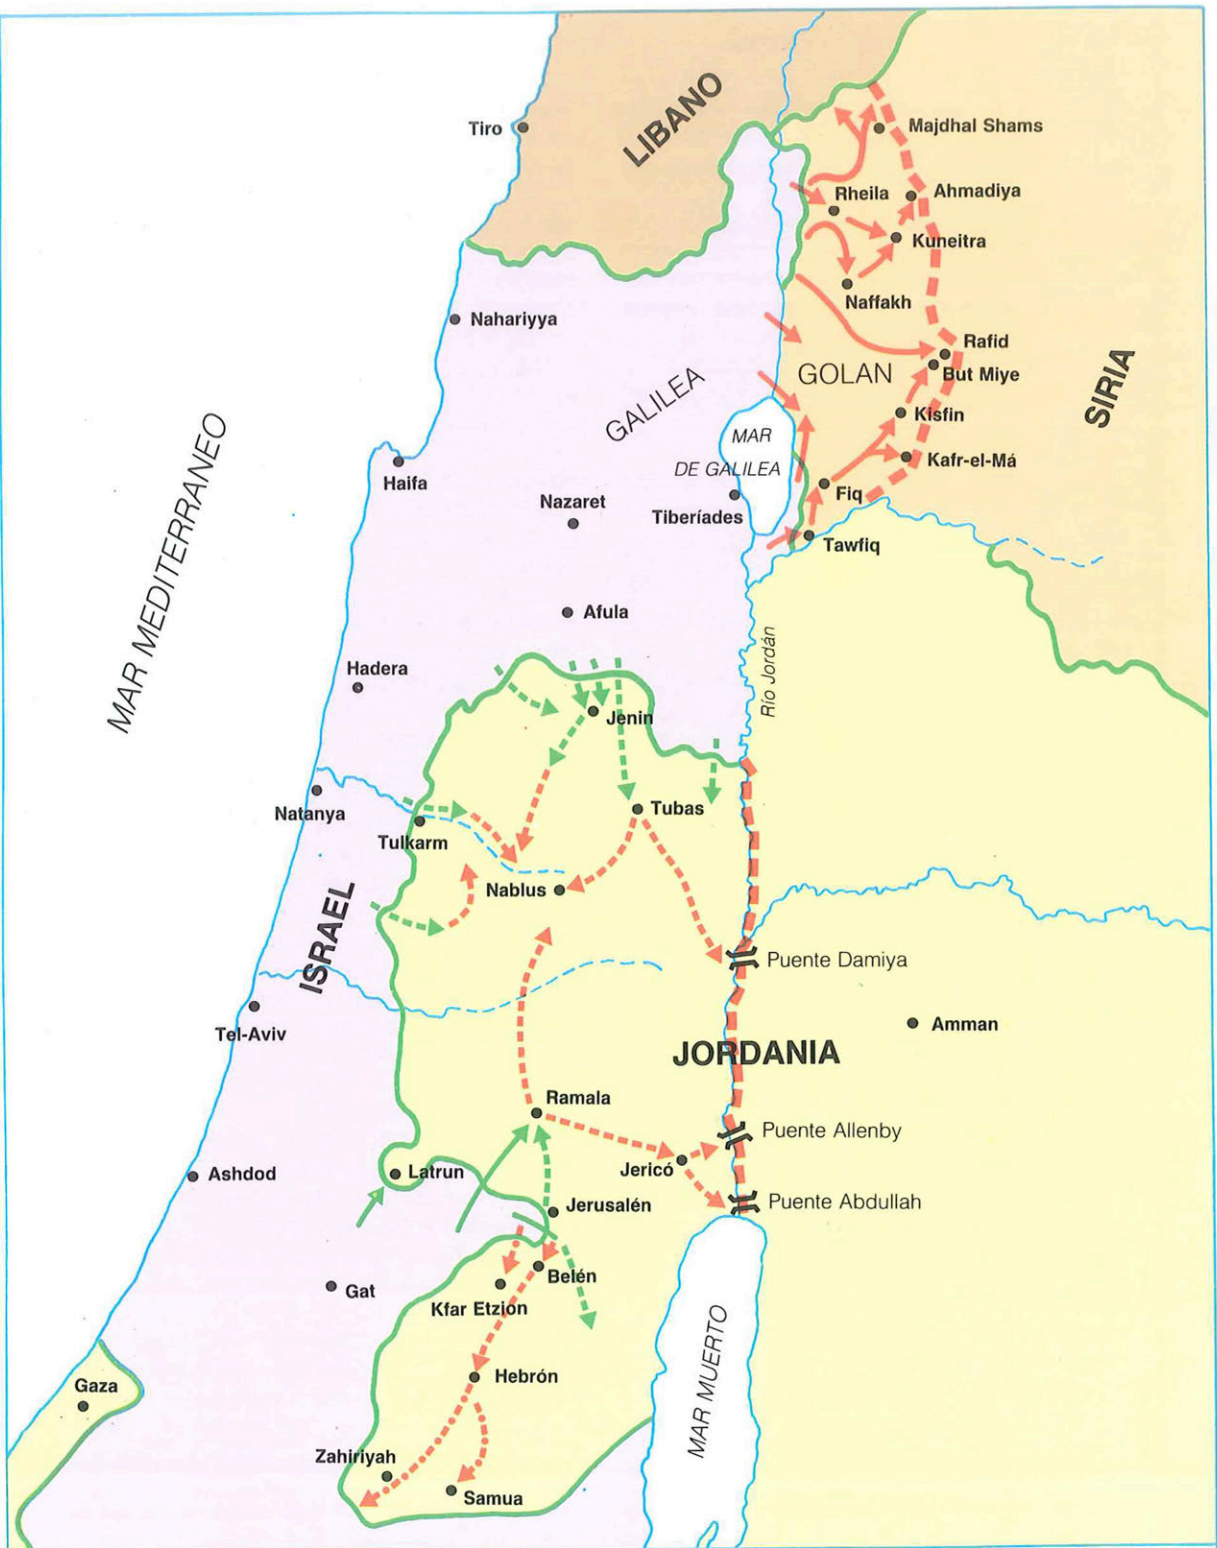 LIBANO
Tiro
Majdhal Shams
Rheila
Ahmadiya
Kuneitra
Naffakh
Nahariyya
Rafid
But Miye
GOLAN
SIRIA
GALILEA
Kisfin
MAR
DE GALILEA
Kafr-el-Má
Fiq
Haifa
Nazaret
Tiberíades
Tawfiq
MAR MEDITERRANEO
Afula
Río Jordán
Hadera
Jenin
Natanya
Tubas
Tulkarm
Nablus
ISRAEL
Puente Damiya
Tel-Aviv
Amman
JORDANIA
Ramala
Puente Allenby
Jericó
Latrun
Ashdod
Puente Abdullah
Jerusalén
Belén
Gat
Kfar Etzion
Hebrón
MAR MUERTO
Gaza
Zahiriyah
Samua